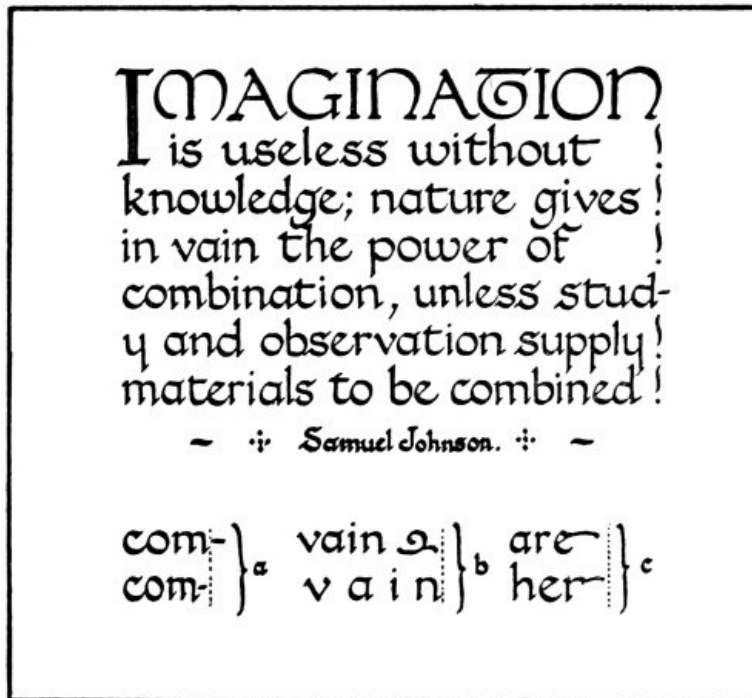 IMAGINATION
is useless without
knowledge; nature gives
in vain the power of
combination, unless stud-
y and observation supply
materials to be combined
Samuel Johnson.
com- vain are
com- a vain b her c